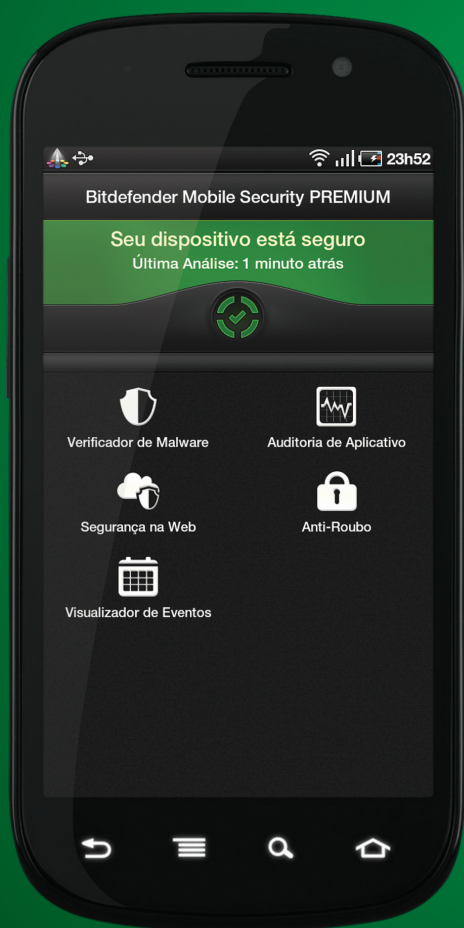 23h52
Bitdefender Mobile Security PREMIUM
Seu dispositivo está seguro
Última Análise: 1 minuto atrás
Verificador de Malware
Auditoria de Aplicativo
Segurança na Web
Anti-Roubo
Visualizador de Eventos